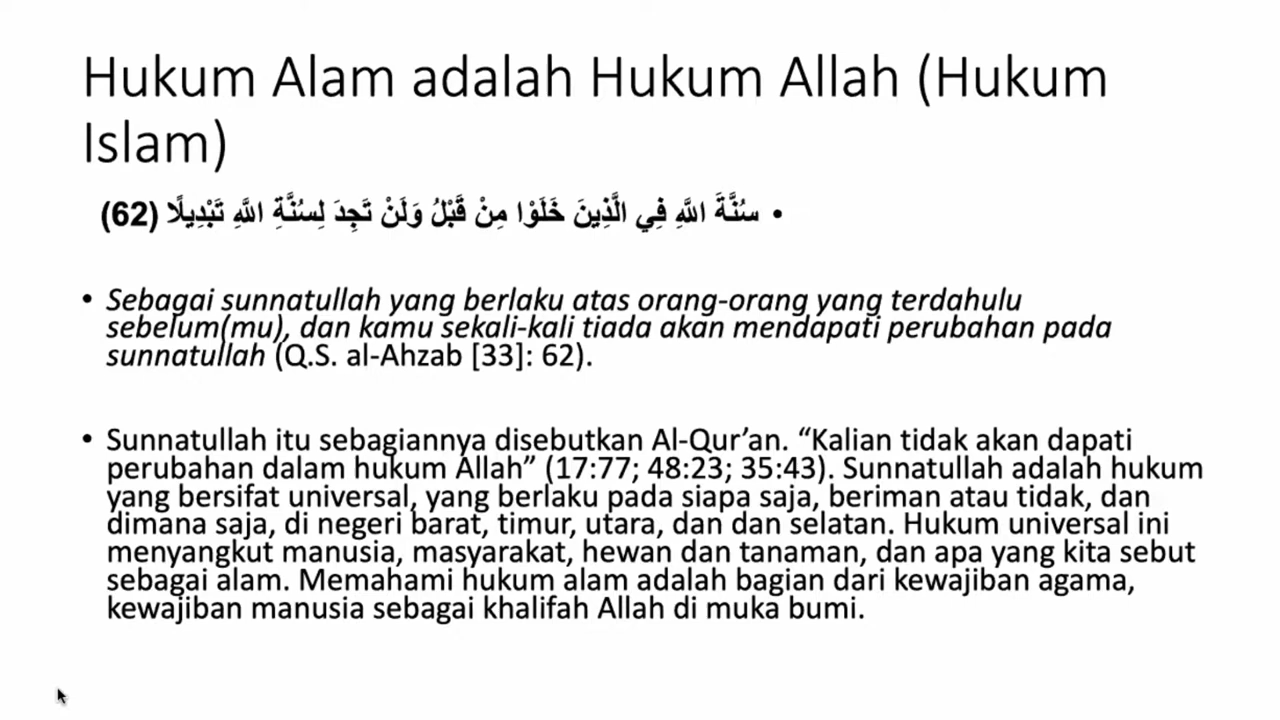 Hukum Alam adalah Hukum Allah (Hukum
Islam)
• سُنَّةَ اللَّهِ فِي الَّذِينَ خَلَوْا مِنْ قَبْلُ وَلَنْ تَجِدَ لِسُنَّةِ اللَّهِ تَبْدِيلًا (62)
• Sebagai sunnatullah yang berlaku atas orang-orang yang terdahulu
sebelum(mu), dan kamu sekali-kali tiada akan mendapati perubahan pada
sunnatullah (Q.S. al-Ahzab [33]: 62).
• Sunnatullah itu sebagiannya disebutkan Al-Qur’an. “Kalian tidak akan dapati
perubahan dalam hukum Allah” (17:77; 48:23; 35:43). Sunnatullah adalah hukum
yang bersifat universal, yang berlaku pada siapa saja, beriman atau tidak, dan
dimana saja, di negeri barat, timur, utara, dan dan selatan. Hukum universal ini
menyangkut manusia, masyarakat, hewan dan tanaman, dan apa yang kita sebut
sebagai alam. Memahami hukum alam adalah bagian dari kewajiban agama,
kewajiban manusia sebagai khalifah Allah di muka bumi.